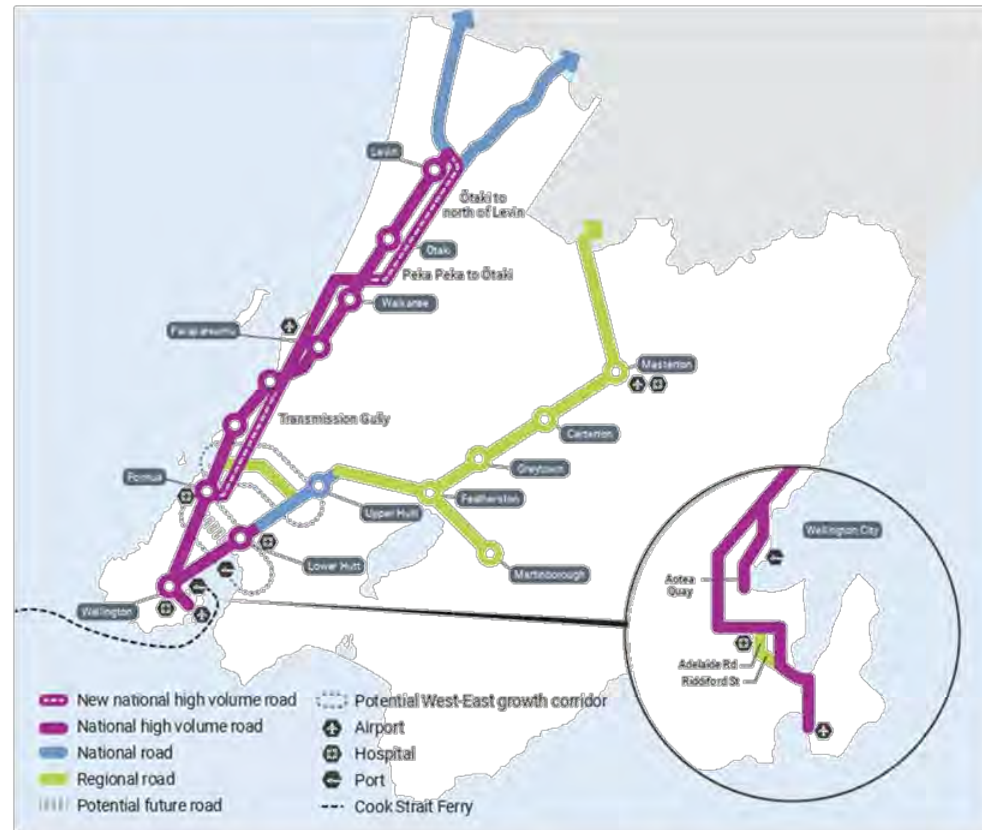 Levin
Ōtaki to
north of Levin
Ōtaki
Peka Peka to Ōtaki
Waikanae
Paraparaumu
Masterton
Transmission Gully
Carterton
Greytown
Porirua
Featherston
Upper Hutt
Wellington City
Lower Hutt
Martinborough
Aotea
Quay
Wellington
Adelaide Rd
Riddiford St
New national high volume road
National high volume road
National road
Regional road
Potential future road
Potential West-East growth corridor
Airport
Hospital
Port
Cook Strait Ferry